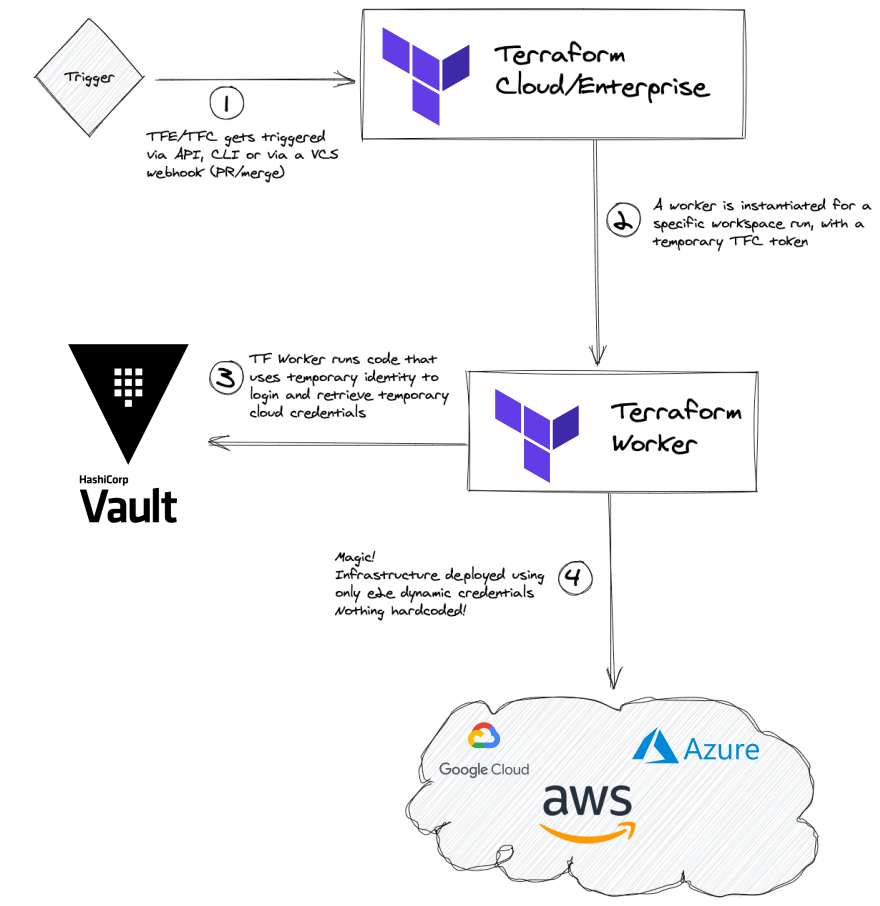 Trigger
Terraform
Cloud/Enterprise
1
TFE/TFC gets triggered
via API, CLI or via a VCS
webhook (PR/merge)
2
A worker is instantiated for a
specific workspace run, with a
temporary TFC token
3
TF Worker runs code that
uses temporary identity to
login and retrieve temporary
cloud credentials
Terraform
Worker
HashiCorp
Vault
Magic!
Infrastructure deployed using
only e2e dynamic credentials
Nothing hardcoded!
4
Google Cloud
Azure
aws